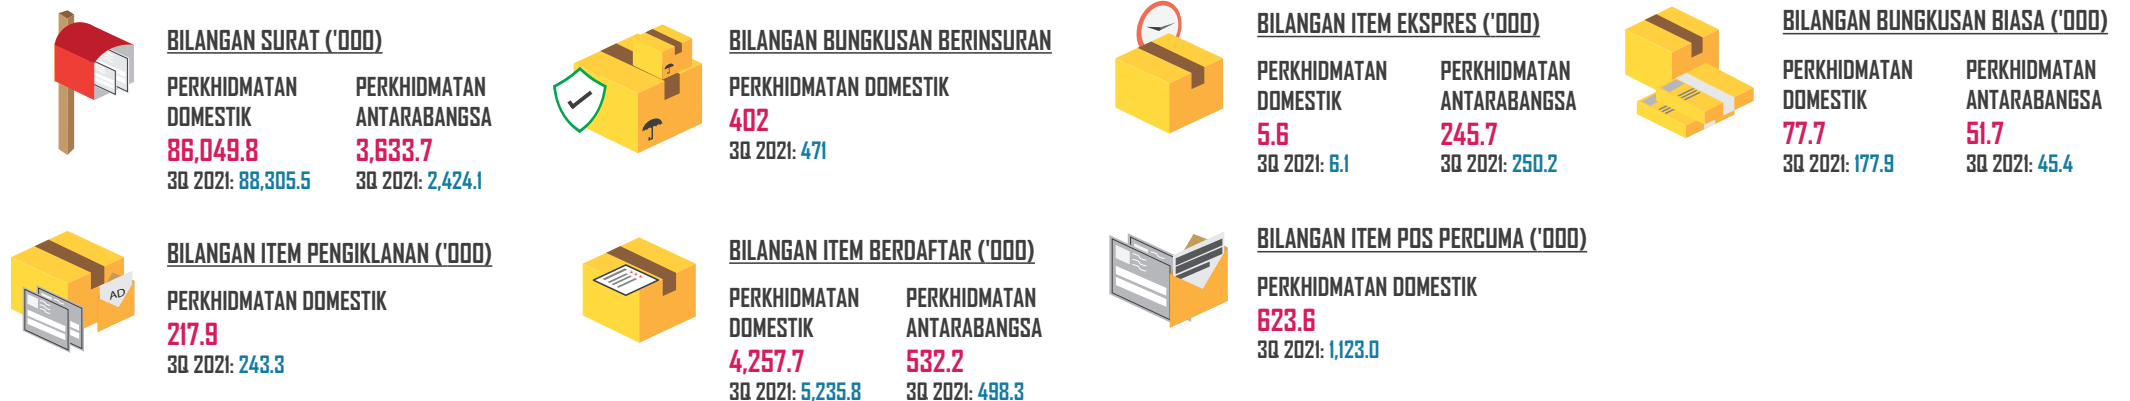 BILANGAN SURAT ('000)
PERKHIDMATAN
DOMESTIK
86,049.8
3Q 2021: 88,305.5
PERKHIDMATAN
ANTARABANGSA
3,633.7
3Q 2021: 2,424.1
BILANGAN BUNGKUSAN BERINSURAN
PERKHIDMATAN DOMESTIK
402
3Q 2021: 471
BILANGAN ITEM EKSPRES ('000)
PERKHIDMATAN
DOMESTIK
5.6
3Q 2021: 6.1
PERKHIDMATAN
ANTARABANGSA
245.7
3Q 2021: 250.2
BILANGAN BUNGKUSAN BIASA ('000)
PERKHIDMATAN
DOMESTIK
77.7
3Q 2021: 177.9
PERKHIDMATAN
ANTARABANGSA
51.7
3Q 2021: 45.4
BILANGAN ITEM PENGIKLANAN ('000)
AD
PERKHIDMATAN DOMESTIK
217.9
3Q 2021: 243.3
BILANGAN ITEM BERDAFTAR ('000)
PERKHIDMATAN
DOMESTIK
4,257.7
3Q 2021: 5,235.8
PERKHIDMATAN
ANTARABANGSA
532.2
3Q 2021: 498.3
BILANGAN ITEM POS PERCUMA ('000)
PERKHIDMATAN DOMESTIK
623.6
3Q 2021: 1,123.0